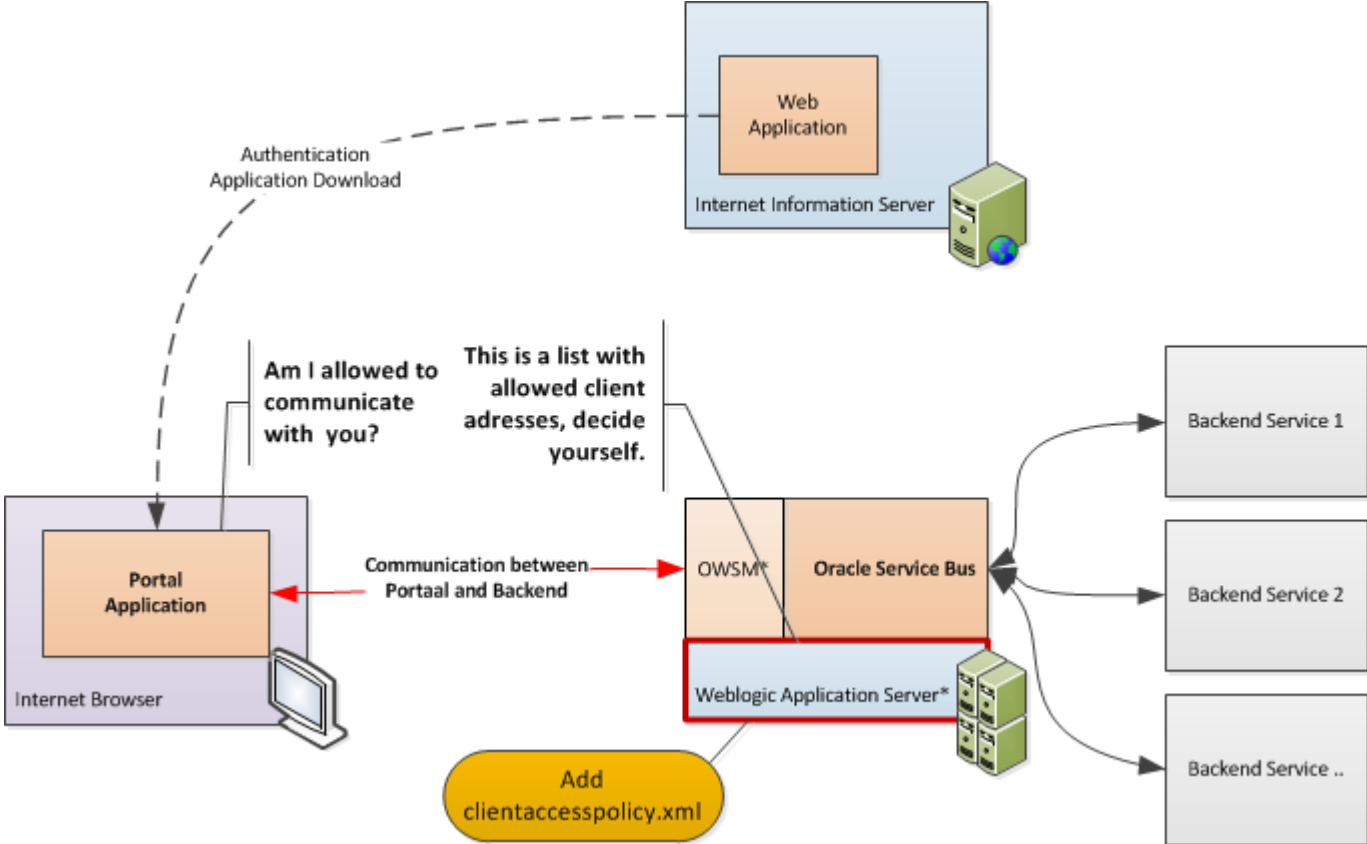 Web
Application
Internet Information Server
Authentication
Application Download
Am I allowed to
communicate
with you?
This is a list with
allowed client
adresses, decide
yourself.
Portal
Application
Internet Browser
Communication between
Portaal and Backend
OWSM*
Oracle Service Bus
Weblogic Application Server*
Add
clientaccesspolicy.xml
Backend Service 1
Backend Service 2
Backend Service ..